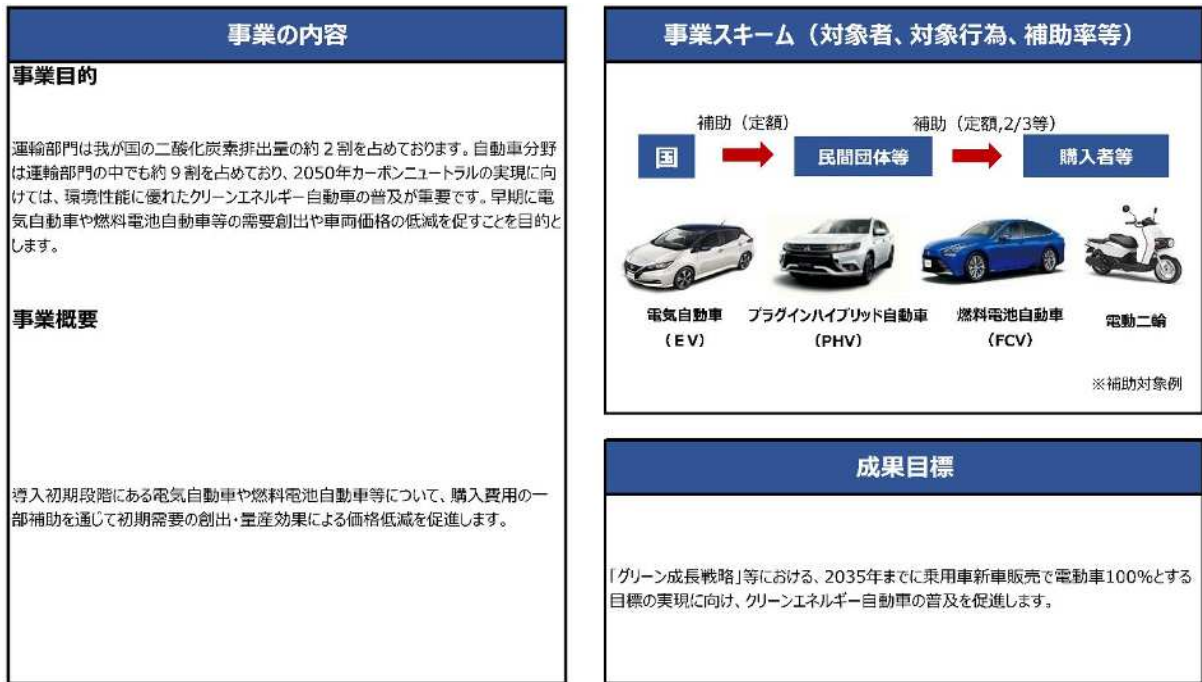 事業の内容
事業目的
運輸部門は我が国の二酸化炭素排出量の約２割を占めております。自動車分野
は運輸部門の中でも約９割を占めており、2050年カーボンニュートラルの実現に向
けては、環境性能に優れたクリーンエネルギー自動車の普及が重要です。早期に電
気自動車や燃料電池自動車等の需要創出や車両価格の低減を促すことを目的と
します。
事業概要
導入初期段階にある電気自動車や燃料電池自動車等について、購入費用の一
部補助を通じて初期需要の創出・量産効果による価格低減を促進します。
事業スキーム（対象者、対象行為、補助率等）
補助（定額） 補助（定額,2/3等）
国 民間団体等 購入者等
電気自動車 プラグインハイブリッド自動車 燃料電池自動車 電動二輪
（ＥＶ） （PHV） （FCV）
※補助対象例
成果目標
「グリーン成長戦略」等における、2035年までに乗用車新車販売で電動車100%とする
目標の実現に向け、クリーンエネルギー自動車の普及を促進します。